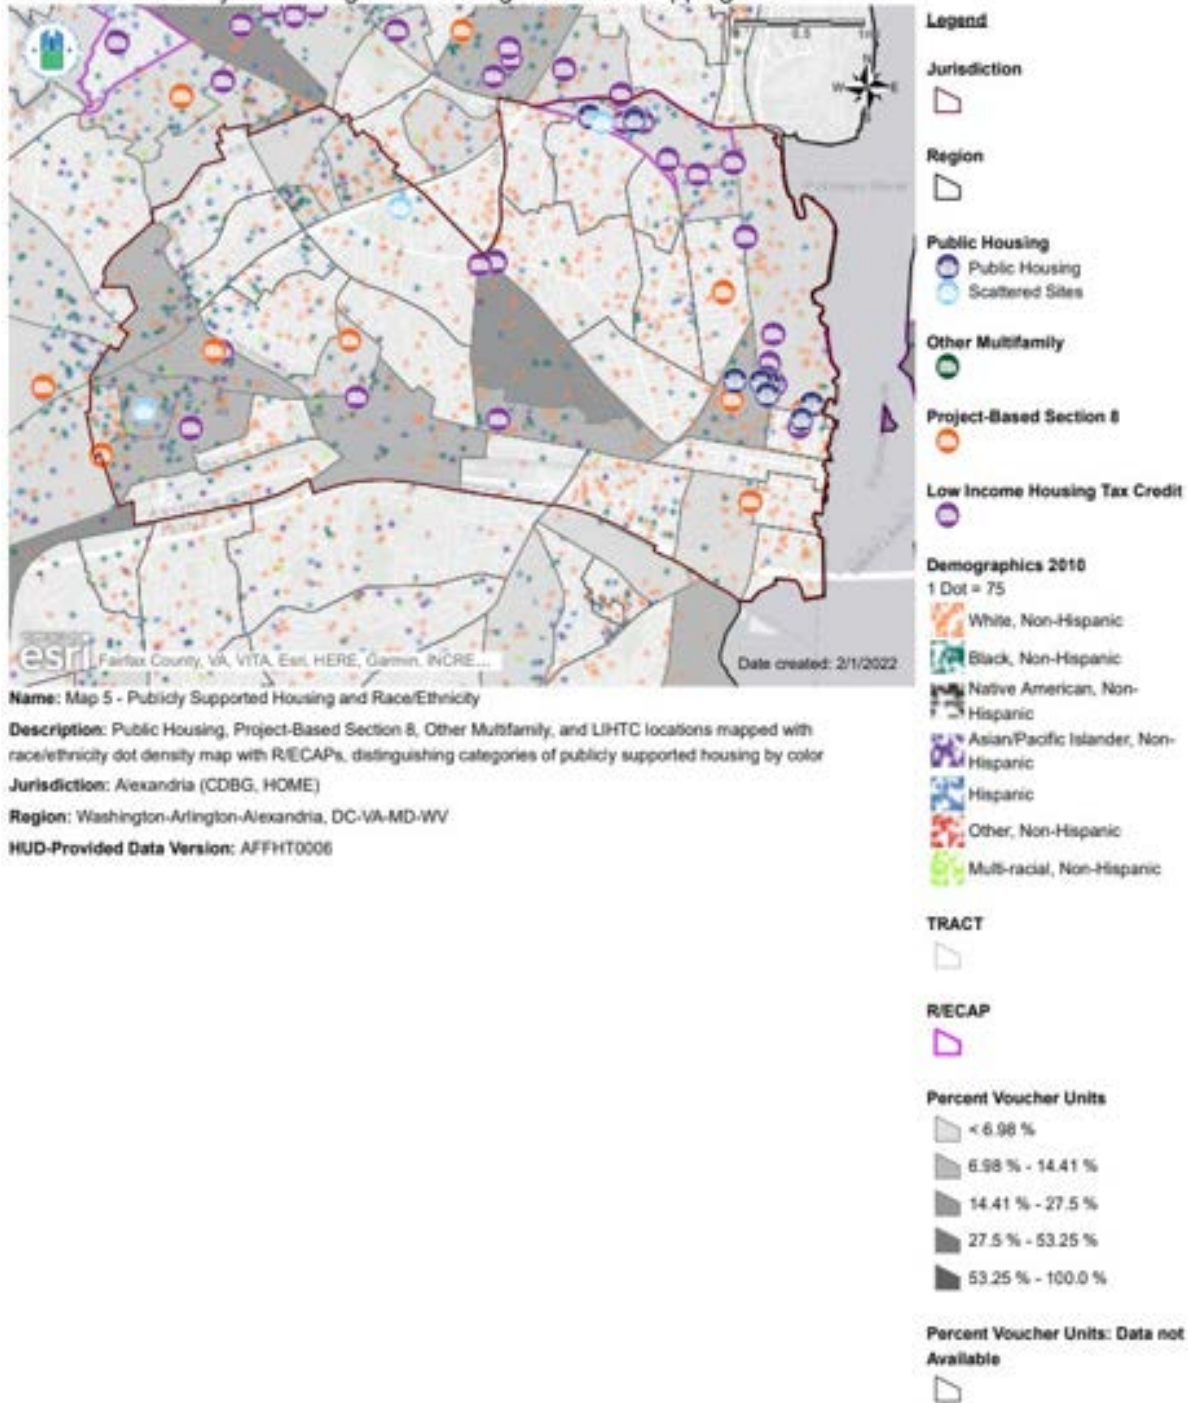 0 0.5 1mi
N
W E
Date created: 2/1/2022
esri Fairfax County, VA, VITA, Esri, HERE, Garmin, INCRE...
Name: Map 5 - Publicly Supported Housing and Race/Ethnicity
Description: Public Housing, Project-Based Section 8, Other Multifamily, and LIHTC locations mapped with
race/ethnicity dot density map with R/ECAPs, distinguishing categories of publicly supported housing by color
Jurisdiction: Alexandria (CDBG, HOME)
Region: Washington-Arlington-Alexandria, DC-VA-MD-WV
HUD-Provided Data Version: AFFHT0006
Legend
Jurisdiction
Region
Public Housing
Public Housing
Scattered Sites
Other Multifamily
Project-Based Section 8
Low Income Housing Tax Credit
Demographics 2010
1 Dot = 75
White, Non-Hispanic
Black, Non-Hispanic
Native American, Non-
Hispanic
Asian/Pacific Islander, Non-
Hispanic
Hispanic
Other, Non-Hispanic
Multi-racial, Non-Hispanic
TRACT
R/ECAP
Percent Voucher Units
< 6.98 %
6.98 % - 14.41 %
14.41 % - 27.5 %
27.5 % - 53.25 %
53.25 % - 100.0 %
Percent Voucher Units: Data not
Available